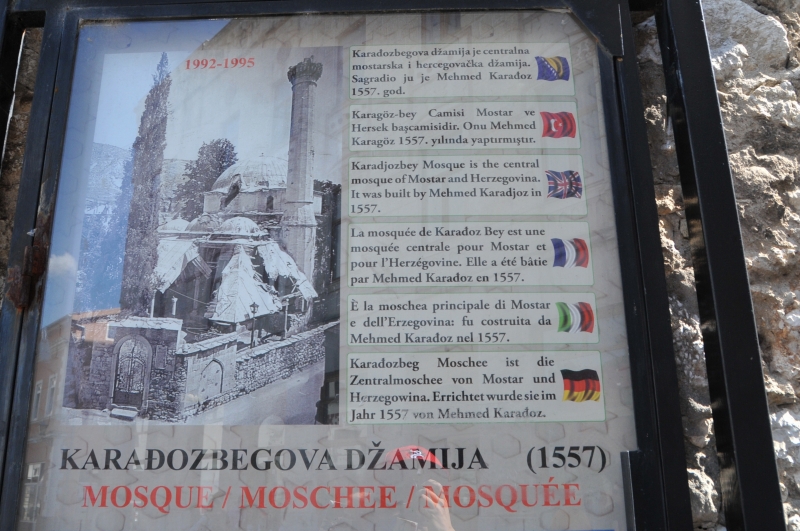 1992-1995
Karađozbegova džamija je centralna
mostarska i hercegovačka džamija.
Sagradio ju je Mehmed Karađoz
1557. god.
Karagöz-bey Camisi Mostar ve
Hersek başcamisidir. Onu Mehmed
Karagöz 1557. yılında yaptırmıştır.
Karadjozbey Mosque is the central
mosque of Mostar and Herzegovina.
It was built by Mehmed Karadjoz in
1557.
La mosquée de Karadoz Bey est une
mosquée centrale pour Mostar et
pour l'Herzégovine. Elle a été bâtie
par Mehmed Karadoz en 1557.
È la moschea principale di Mostar
e dell'Erzegovina: fu costruita da
Mehmed Karadoz nel 1557.
Karadozbeg Moschee ist die
Zentralmoschee von Mostar und
Herzegowina. Errichtet wurde sie im
Jahr 1557 von Mehmed Karadoz.
KARAĐOZBEGOVA DŽAMIJA (1557)
MOSQUE / MOSCHEE / MOSQUÉE